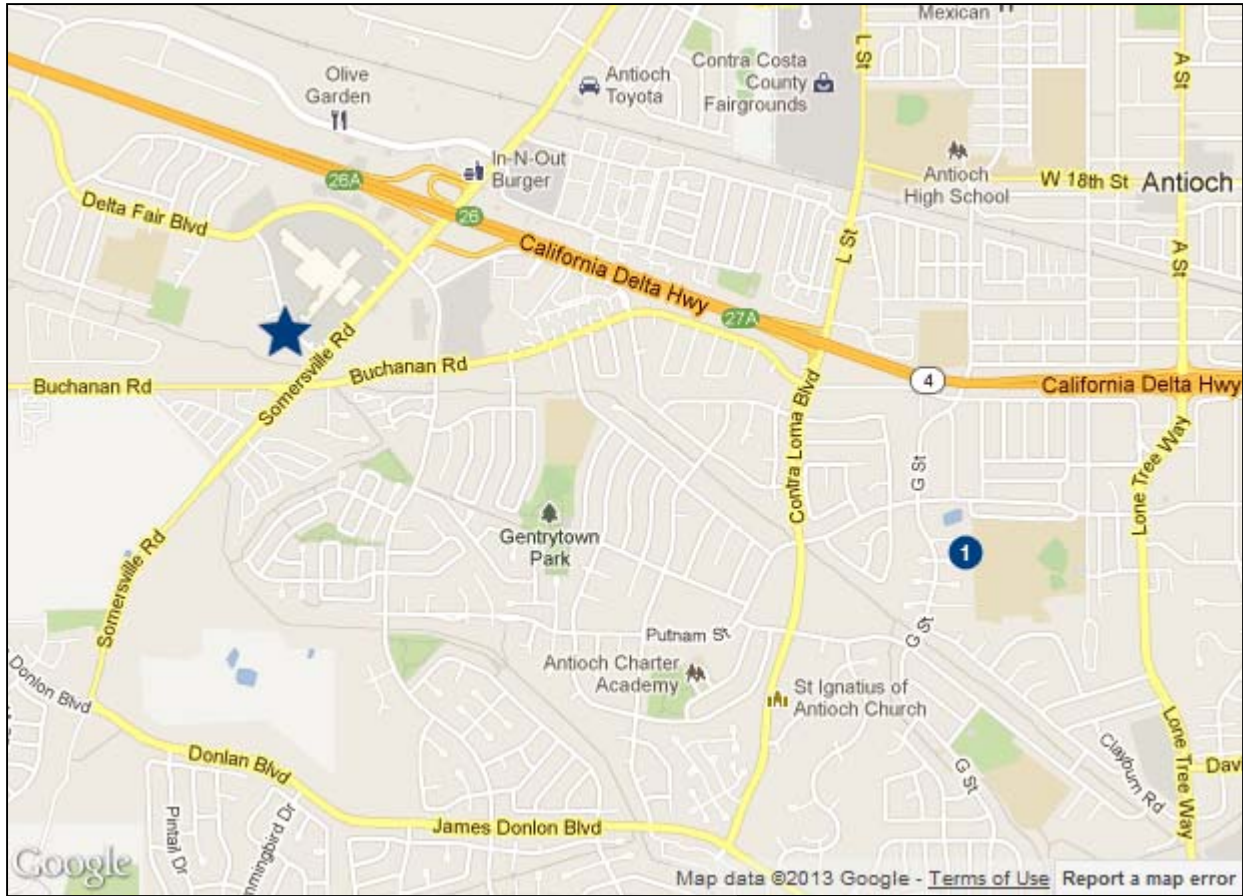 Mexican
L St
A St
Olive
Garden
Antioch
Toyota
Contra Costa
County
Fairgrounds
A St
In-N-Out
Burger
26A
Antioch
High School
W 18th St
Antioch
Delta Fair Blvd
26
California Delta Hwy
L St
A St
27A
Somersville Rd
Buchanan Rd
Buchanan Rd
4
California Delta Hwy
Contra Loma Blvd
G St
Lone Tree Way
Gentrytown
Park
1
Somersville Rd
Putnam S
G St
Donlon Blvd
Antioch Charter
Academy
St Ignatius of
Antioch Church
Donlan Blvd
G St
Clayburn Rd
Lone Tree Way
Dav
Pintail Dr
mmingbird Dr
James Donlon Blvd
Google
Map data ©2013 Google - Terms of Use
Report a map error